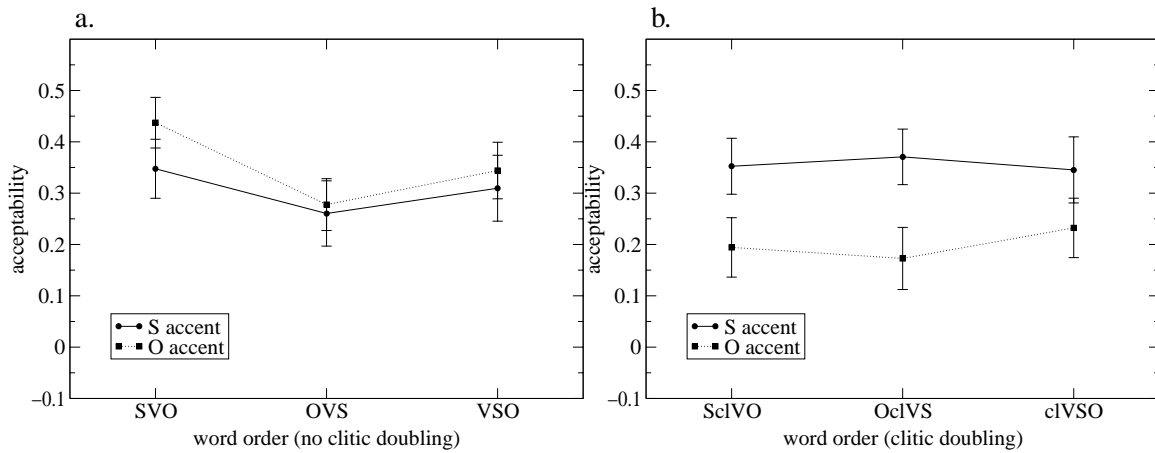 a.
0.5
0.4
0.3
0.2
0.1
0
−0.1
acceptability
S accent
O accent
SVO OVS VSO
word order (no clitic doubling)
b.
0.5
0.4
0.3
0.2
0.1
0
−0.1
acceptability
S accent
O accent
SclVO OclVS clVSO
word order (clitic doubling)